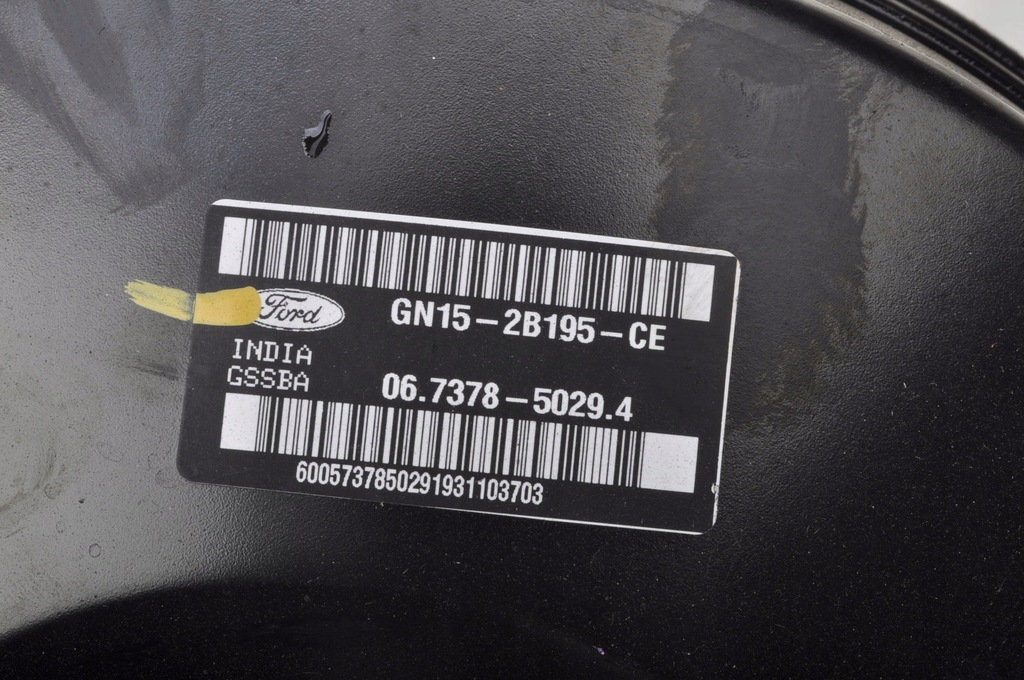 Ford
GN15-2B195-CE
INDIA
GSSBA
06.7378-5029.4
6005737850291931103703